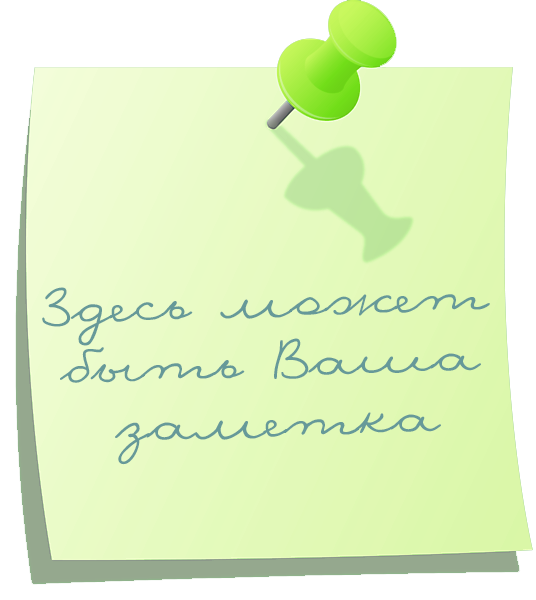 Здесь может
быть Ваша
заметка